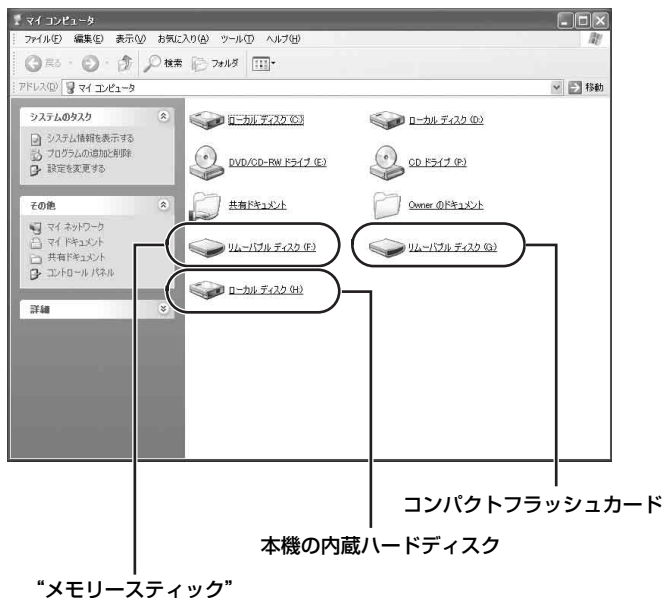 マイ コンピュータ
ファイル(F) 編集(E) 表示(V) お気に入り(A) ツール(T) ヘルプ(H)
戻る 検索 フォルダ
アドレス(D) マイ コンピュータ 移動
システムのタスク
システム情報を表示する
プログラムの追加と削除
設定を変更する
その他
マイ ネットワーク
マイ ドキュメント
共有ドキュメント
コントロール パネル
詳細
ローカル ディスク (C:) ローカル ディスク (D:)
DVD/CD-RW ドライブ (E:) CD ドライブ (P:)
共有ドキュメント Owner のドキュメント
リムーバブル ディスク (F:) リムーバブル ディスク (G:)
ローカル ディスク (H:)
コンパクトフラッシュカード
本機の内蔵ハードディスク
“メモリースティック”